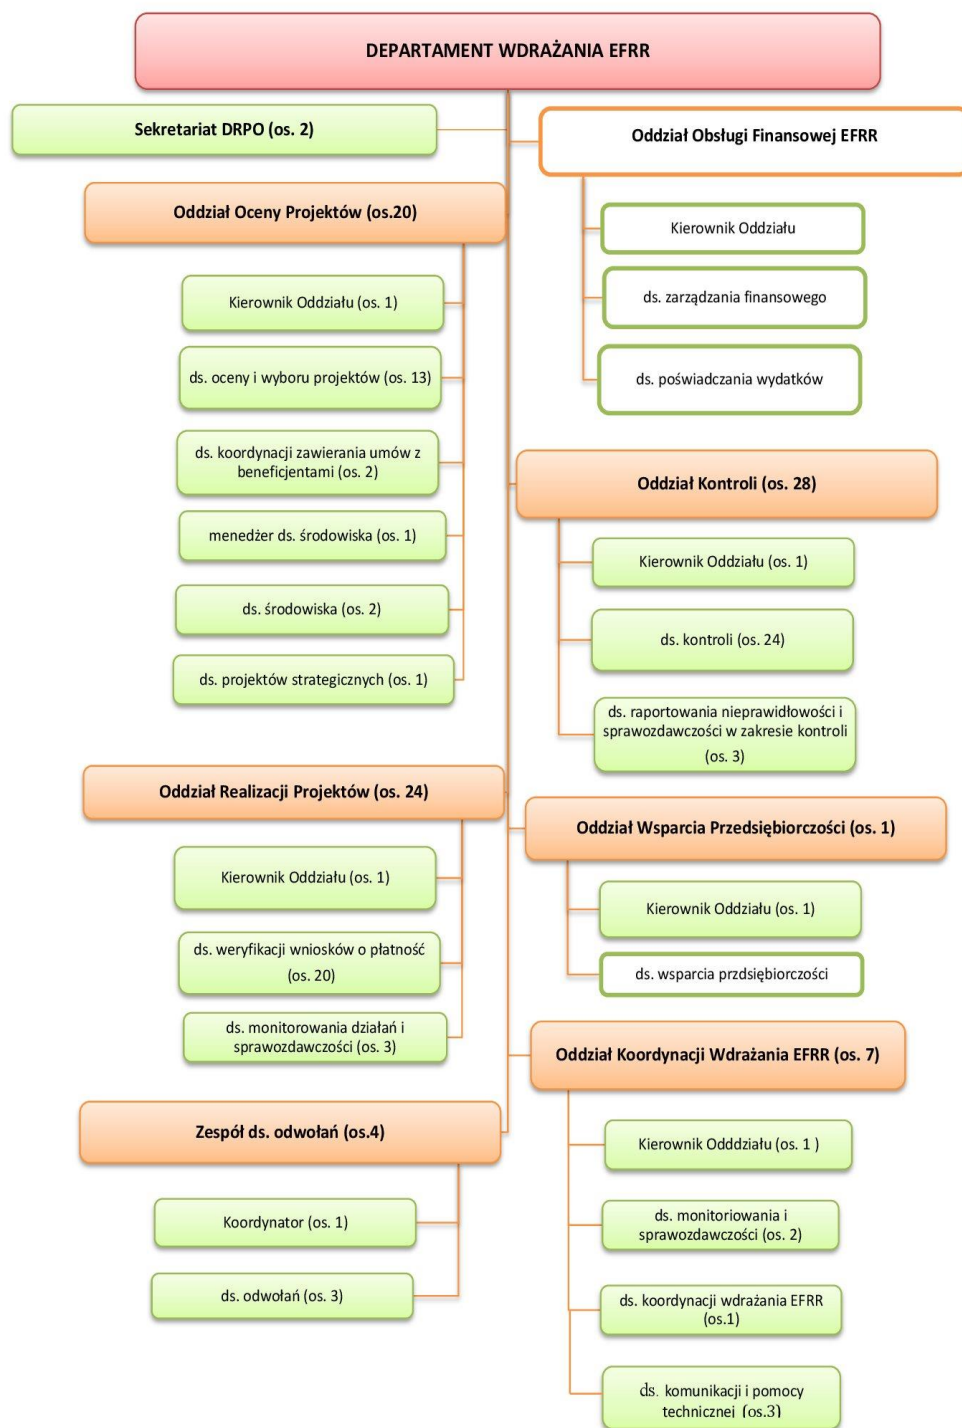 DEPARTAMENT WDRAŻANIA EFRR
Sekretariat DRPO (os. 2)
Oddział Oceny Projektów (os.20)
Kierownik Oddziału (os. 1)
ds. oceny i wyboru projektów (os. 13)
ds. koordynacji zawierania umów z
beneficjentami (os. 2)
menedżer ds. środowiska (os. 1)
ds. środowiska (os. 2)
ds. projektów strategicznych (os. 1)
Oddział Realizacji Projektów (os. 24)
Kierownik Oddziału (os. 1)
ds. weryfikacji wniosków o płatność
(os. 20)
ds. monitorowania działań i
sprawozdawczości (os. 3)
Zespół ds. odwołań (os.4)
Koordynator (os. 1)
ds. odwołań (os. 3)
Oddział Obsługi Finansowej EFRR
Kierownik Oddziału
ds. zarządzania finansowego
ds. poświadczania wydatków
Oddział Kontroli (os. 28)
Kierownik Oddziału (os. 1)
ds. kontroli (os. 24)
ds. raportowania nieprawidłowości i
sprawozdawczości w zakresie kontroli
(os. 3)
Oddział Wsparcia Przedsiębiorczości (os. 1)
Kierownik Oddziału (os. 1)
ds. wsparcia przdsiębiorczości
Oddział Koordynacji Wdrażania EFRR (os. 7)
Kierownik Odddziału (os. 1 )
ds. monitoriowania i
sprawozdawczości (os. 2)
ds. koordynacji wdrażania EFRR
(os.1)
ds. komunikacji i pomocy
technicznej (os.3)